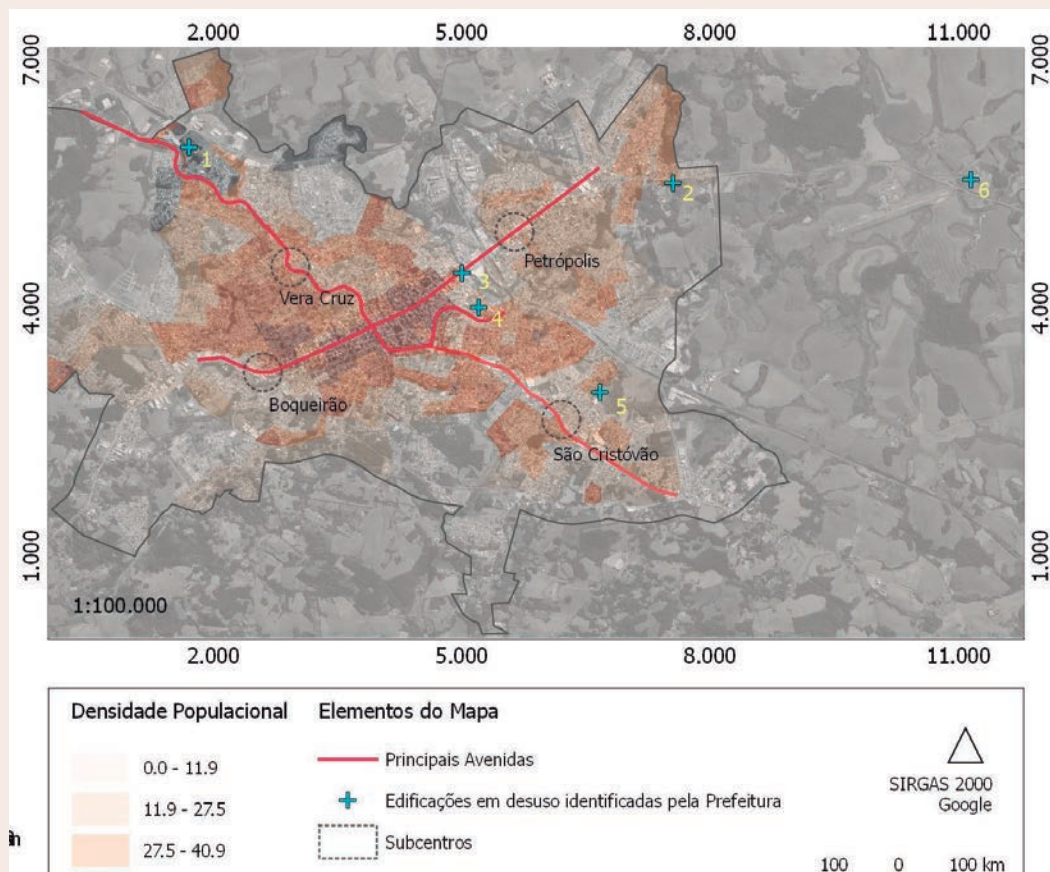 2.000 5.000 8.000 11.000
7.000 7.000
1
2
6
Petrópolis
Vera Cruz
3
4
4.000 4.000
Boqueirão
5
São Cristóvão
1.000 1.000
1:100.000
2.000 5.000 8.000 11.000
Densidade Populacional
0.0 - 11.9
11.9 - 27.5
27.5 - 40.9
Elementos do Mapa
Principais Avenidas
Edificações em desuso identificadas pela Prefeitura
Subcentros
SIRGAS 2000
Google
100 0 100 km